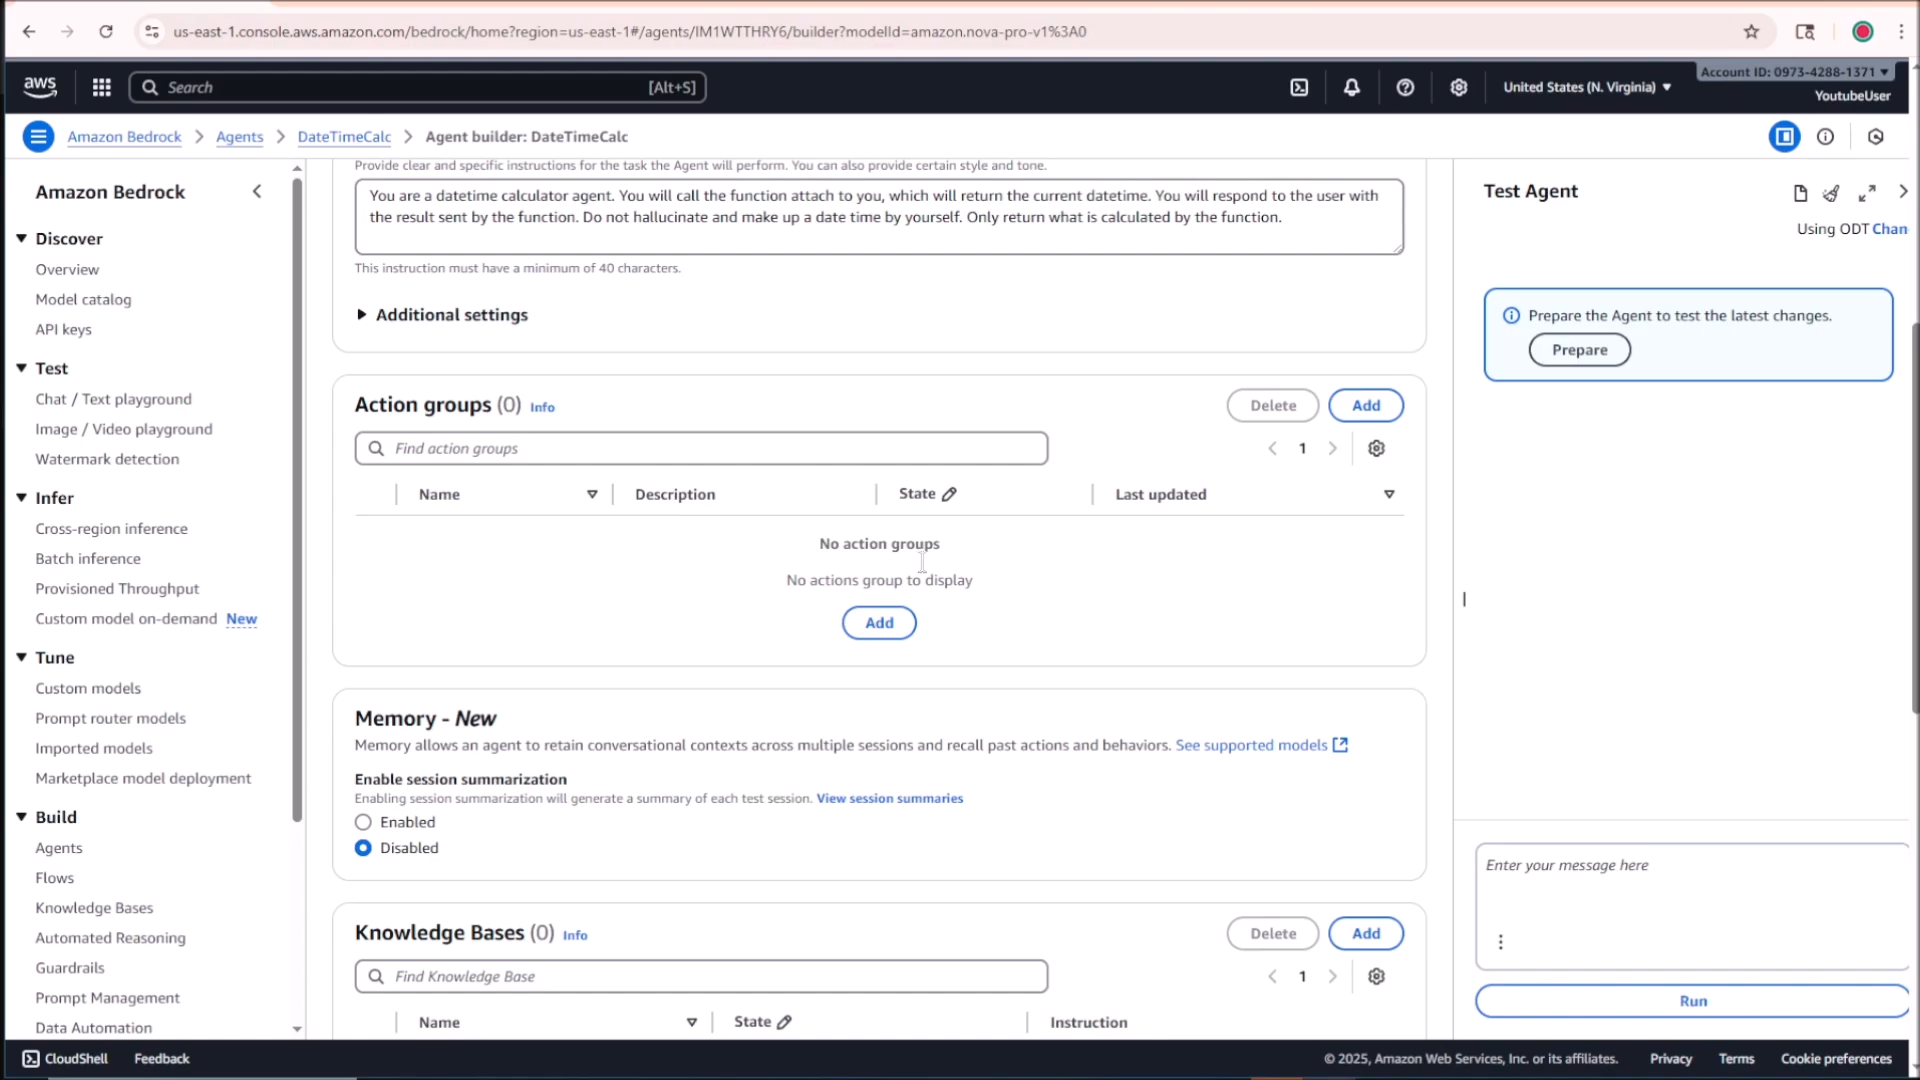 us-east-1.console.aws.amazon.com/bedrock/home?region=us-east-1#/agents/IM1WTTHRY6/builder?modelId=amazon.nova-pro-v1%3A0
aws
Search
[Alt+S]
United States (N. Virginia)
Account ID: 0973-4288-1371
YoutubeUser
Amazon Bedrock
Agents
DateTimeCalc
Agent builder: DateTimeCalc
Amazon Bedrock
Discover
Overview
Model catalog
API keys
Test
Chat / Text playground
Image / Video playground
Watermark detection
Infer
Cross-region inference
Batch inference
Provisioned Throughput
Custom model on-demand New
Tune
Custom models
Prompt router models
Imported models
Marketplace model deployment
Build
Agents
Flows
Knowledge Bases
Automated Reasoning
Guardrails
Prompt Management
Data Automation
Provide clear and specific instructions for the task the Agent will perform. You can also provide certain style and tone.
You are a datetime calculator agent. You will call the function attach to you, which will return the current datetime. You will respond to the user with
the result sent by the function. Do not hallucinate and make up a date time by yourself. Only return what is calculated by the function.
This instruction must have a minimum of 40 characters.
Additional settings
Action groups (0) Info
Delete
Add
Find action groups
1
Name
Description
State
Last updated
No action groups
No actions group to display
Add
Memory - New
Memory allows an agent to retain conversational contexts across multiple sessions and recall past actions and behaviors. See supported models
Enable session summarization
Enabling session summarization will generate a summary of each test session. View session summaries
Enabled
Disabled
Knowledge Bases (0) Info
Delete
Add
Find Knowledge Base
1
Name
State
Instruction
Test Agent
Using ODT Chan
Prepare the Agent to test the latest changes.
Prepare
Enter your message here
Run
CloudShell
Feedback
© 2025, Amazon Web Services, Inc. or its affiliates.
Privacy
Terms
Cookie preferences